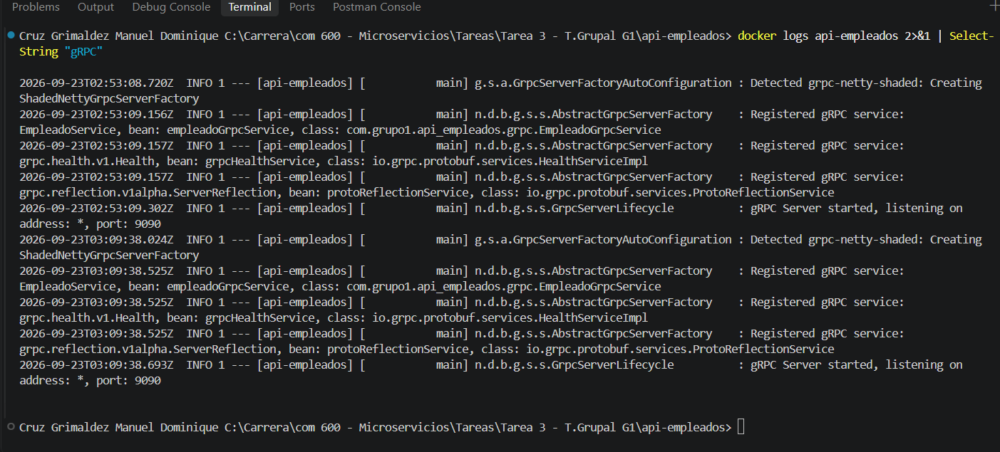 Problems Output Debug Console Terminal Ports Postman Console
Cruz Grimaldez Manuel Dominique C:\Carrera\com 600 - Microservicios\Tareas\Tarea 3 - T.Grupal G1\api-empleados> docker logs api-empleados 2>&1 | Select-
String "gRPC"
2026-09-23T02:53:08.720Z  INFO 1 --- [api-empleados] [           main] g.s.a.GrpcServerFactoryAutoConfiguration : Detected grpc-netty-shaded: Creating
ShadedNettyGrpcServerFactory
2026-09-23T02:53:09.156Z  INFO 1 --- [api-empleados] [           main] n.d.b.g.s.s.AbstractGrpcServerFactory    : Registered gRPC service:
EmpleadoService, bean: empleadoGrpcService, class: com.grupo1.api_empleados.grpc.EmpleadoGrpcService
2026-09-23T02:53:09.157Z  INFO 1 --- [api-empleados] [           main] n.d.b.g.s.s.AbstractGrpcServerFactory    : Registered gRPC service:
grpc.health.v1.Health, bean: grpcHealthService, class: io.grpc.protobuf.services.HealthServiceImpl
2026-09-23T02:53:09.157Z  INFO 1 --- [api-empleados] [           main] n.d.b.g.s.s.AbstractGrpcServerFactory    : Registered gRPC service:
grpc.reflection.v1alpha.ServerReflection, bean: protoReflectionService, class: io.grpc.protobuf.services.ProtoReflectionService
2026-09-23T02:53:09.302Z  INFO 1 --- [api-empleados] [           main] n.d.b.g.s.s.GrpcServerLifecycle          : gRPC Server started, listening on
address: *, port: 9090
2026-09-23T03:09:38.024Z  INFO 1 --- [api-empleados] [           main] g.s.a.GrpcServerFactoryAutoConfiguration : Detected grpc-netty-shaded: Creating
ShadedNettyGrpcServerFactory
2026-09-23T03:09:38.525Z  INFO 1 --- [api-empleados] [           main] n.d.b.g.s.s.AbstractGrpcServerFactory    : Registered gRPC service:
EmpleadoService, bean: empleadoGrpcService, class: com.grupo1.api_empleados.grpc.EmpleadoGrpcService
2026-09-23T03:09:38.525Z  INFO 1 --- [api-empleados] [           main] n.d.b.g.s.s.AbstractGrpcServerFactory    : Registered gRPC service:
grpc.health.v1.Health, bean: grpcHealthService, class: io.grpc.protobuf.services.HealthServiceImpl
2026-09-23T03:09:38.525Z  INFO 1 --- [api-empleados] [           main] n.d.b.g.s.s.AbstractGrpcServerFactory    : Registered gRPC service:
grpc.reflection.v1alpha.ServerReflection, bean: protoReflectionService, class: io.grpc.protobuf.services.ProtoReflectionService
2026-09-23T03:09:38.693Z  INFO 1 --- [api-empleados] [           main] n.d.b.g.s.s.GrpcServerLifecycle          : gRPC Server started, listening on
address: *, port: 9090
Cruz Grimaldez Manuel Dominique C:\Carrera\com 600 - Microservicios\Tareas\Tarea 3 - T.Grupal G1\api-empleados>